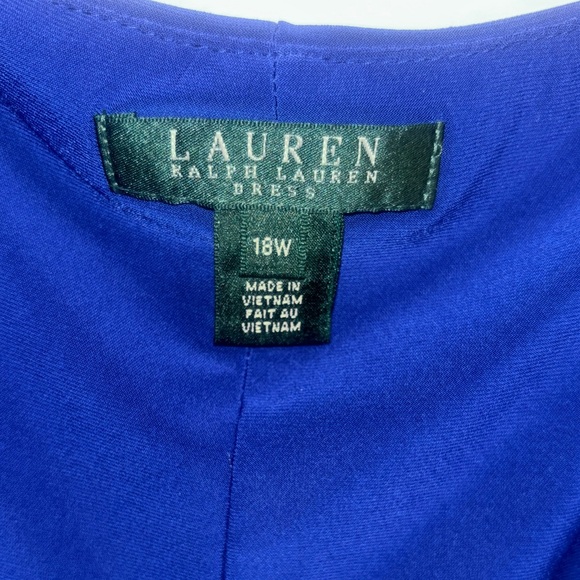 LAUREN
RALPH LAUREN
DRESS
18W
MADE IN
VIETNAM
FAIT AU
VIETNAM